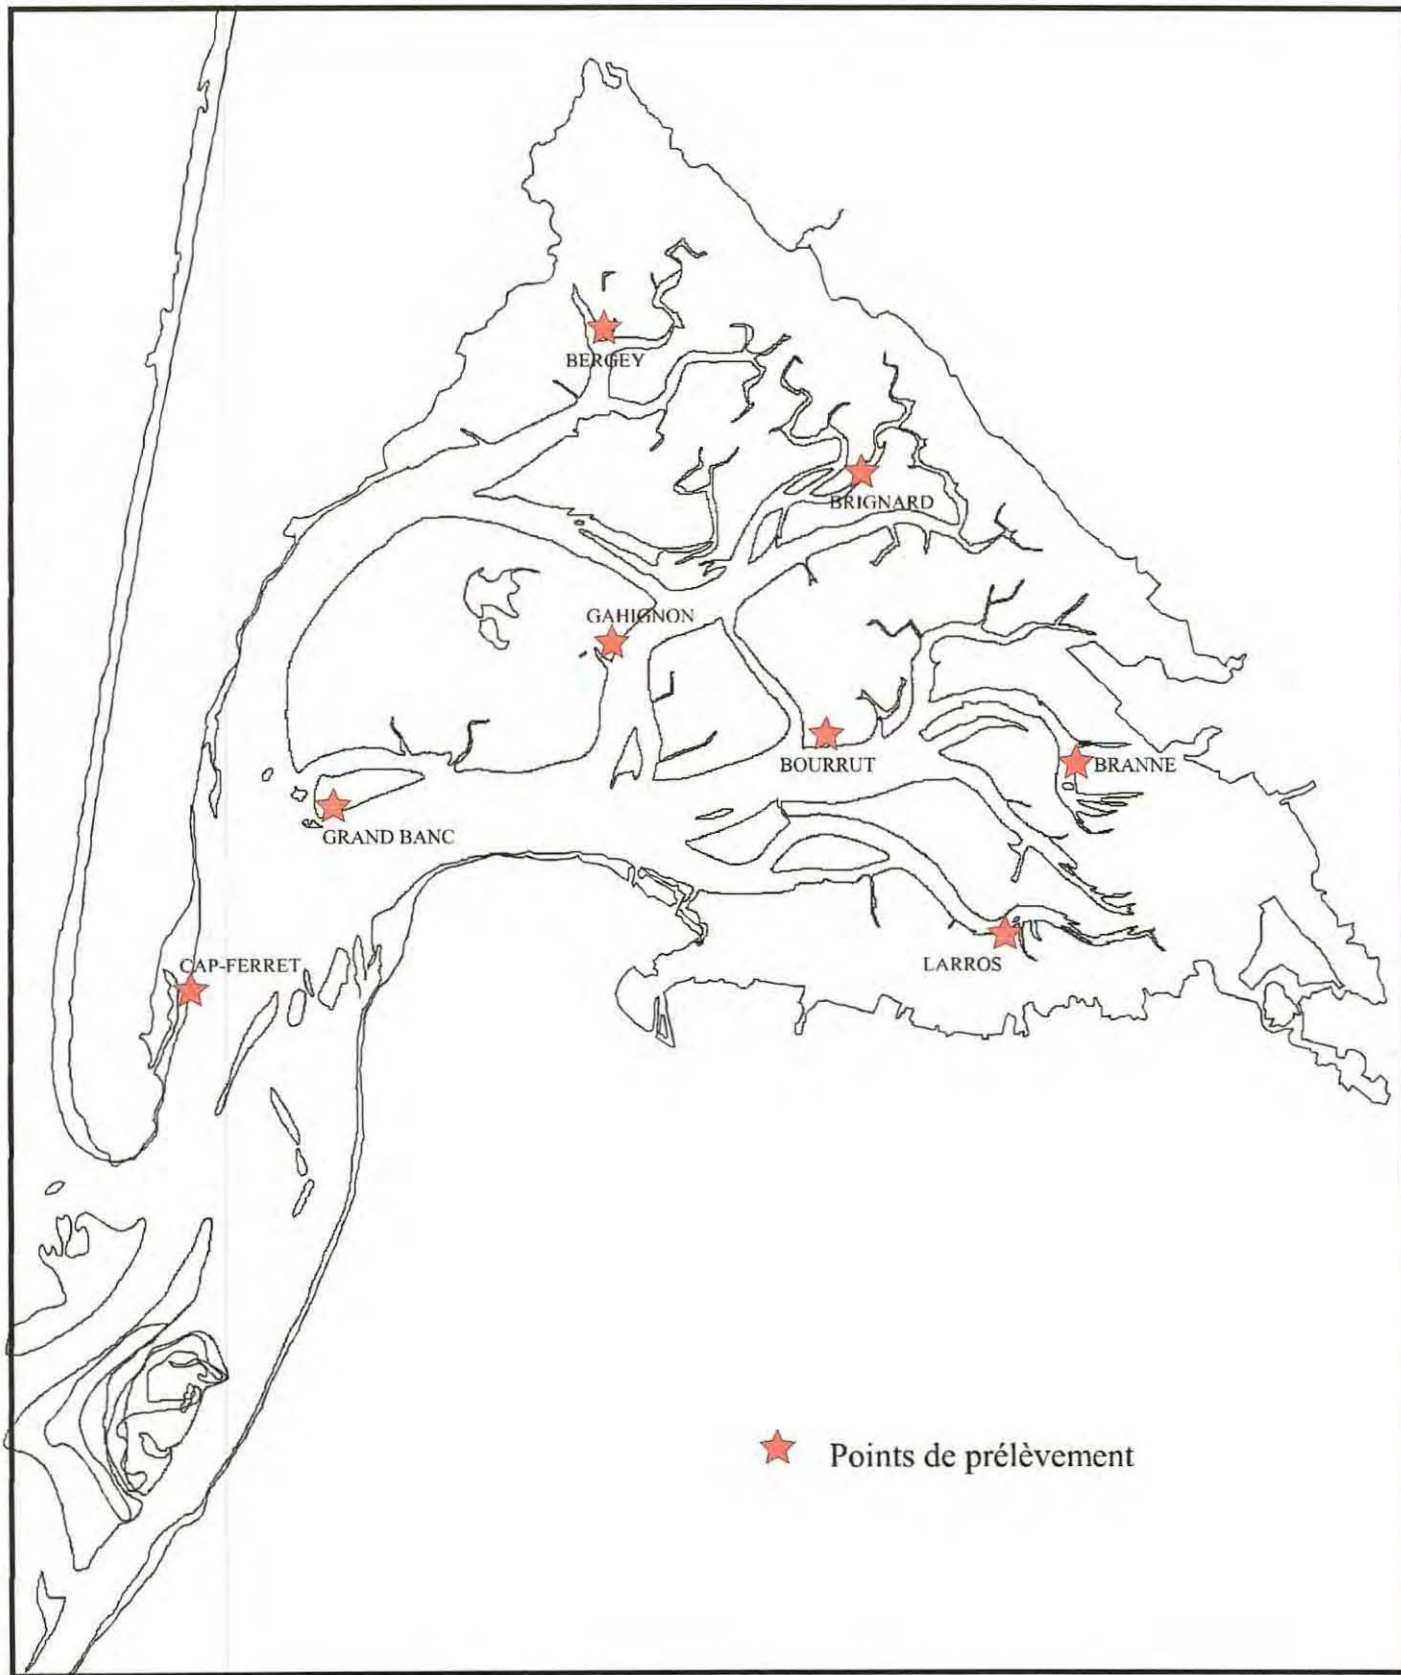 BERGEY
BRIGNARD
GAHIGNON
BOURRUT
BRANNE
GRAND BANC
LARROS
CAP-FERRET
Points de prélèvement